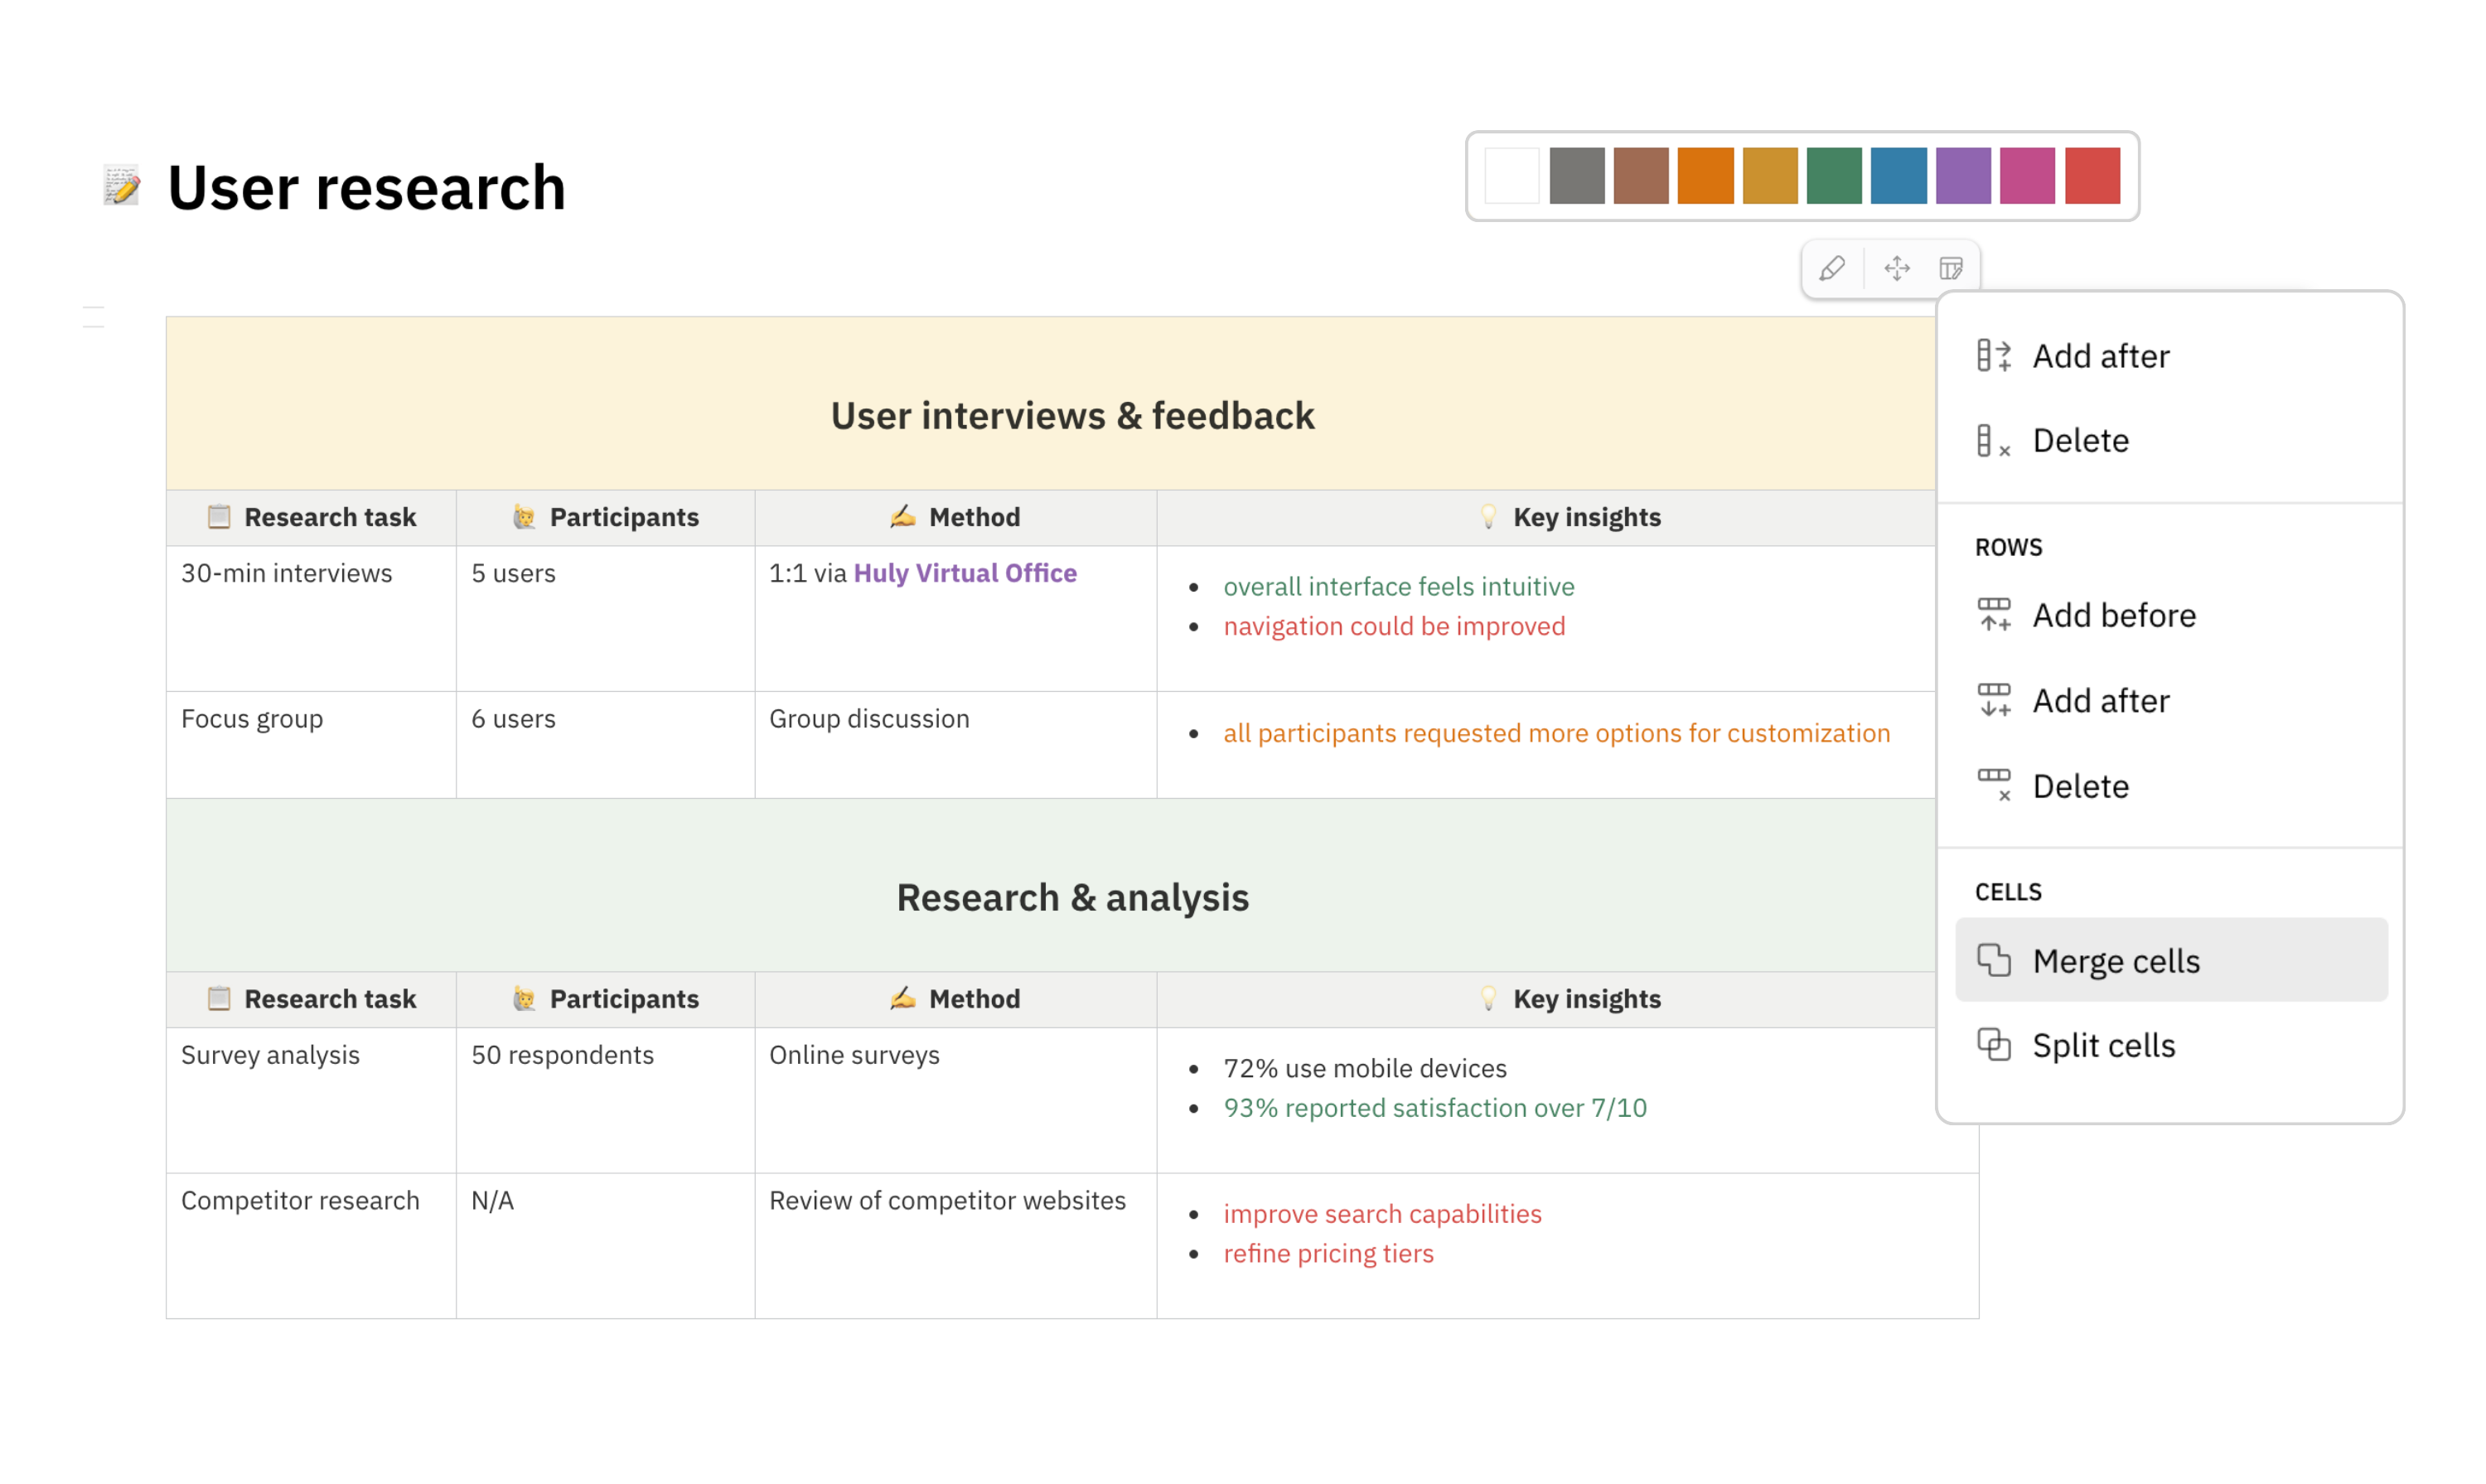 User research
User interviews & feedback
Research task Participants Method Key insights
30-min interviews 5 users 1:1 via Huly Virtual Office
overall interface feels intuitive
navigation could be improved
Focus group 6 users Group discussion
all participants requested more options for customization
Research & analysis
Research task Participants Method Key insights
Survey analysis 50 respondents Online surveys
72% use mobile devices
93% reported satisfaction over 7/10
Competitor research N/A Review of competitor websites
improve search capabilities
refine pricing tiers
Add after
Delete
ROWS
Add before
Add after
Delete
CELLS
Merge cells
Split cells